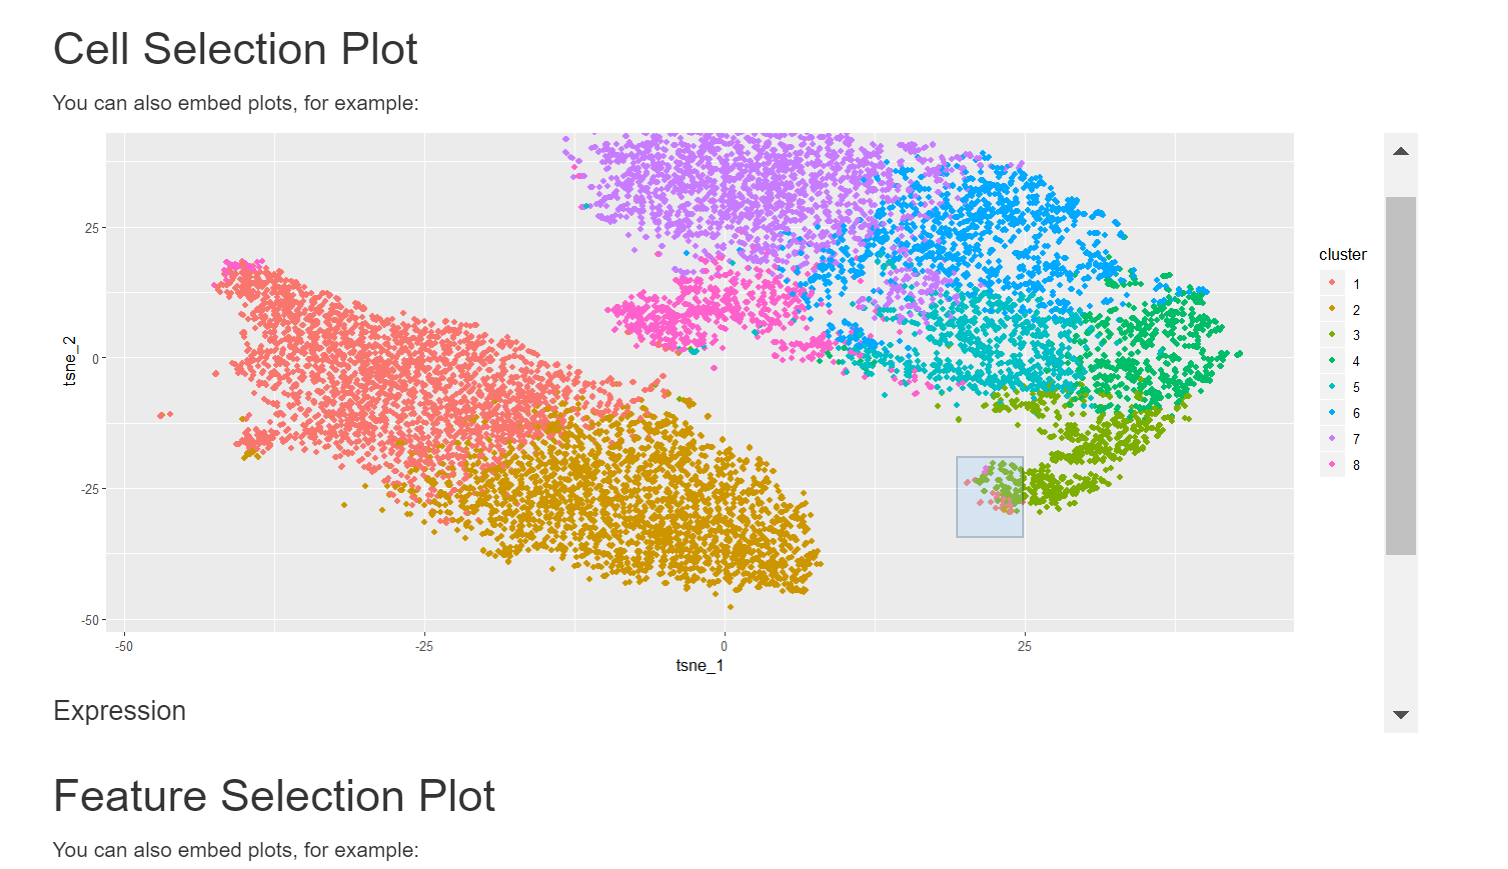 Cell Selection Plot
You can also embed plots, for example:
tsne_2
25
0
-25
-50
-50
-25
0
25
tsne_1
cluster
1
2
3
4
5
6
7
8
Expression
Feature Selection Plot
You can also embed plots, for example: